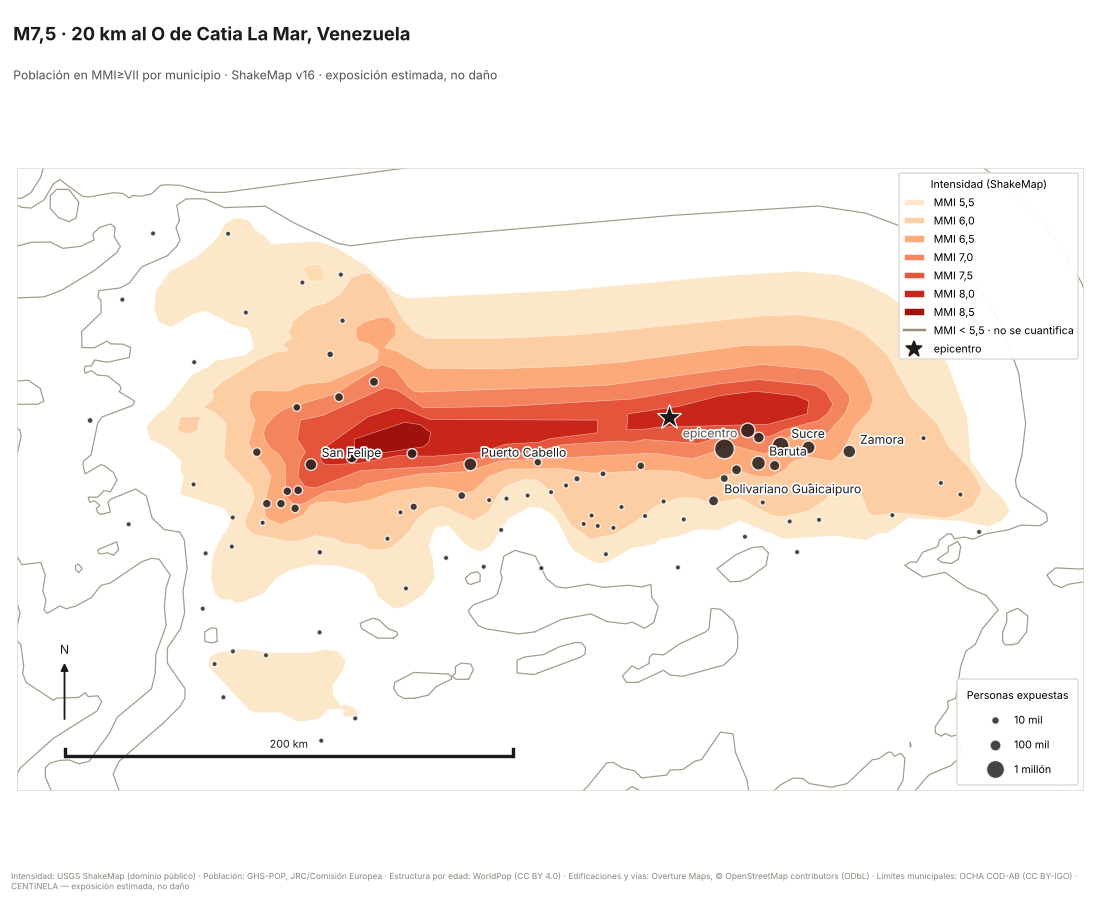 M7,5 · 20 km al O de Catia La Mar, Venezuela
Población en MMI≥VII por municipio · ShakeMap v16 · exposición estimada, no daño
Intensidad (ShakeMap)
MMI 5,5
MMI 6,0
MMI 6,5
MMI 7,0
MMI 7,5
MMI 8,0
MMI 8,5
MMI < 5,5 · no se cuantifica
epicentro
epicentro
Sucre
Zamora
Baruta
San Felipe
Puerto Cabello
Bolivariano Guaicaipuro
N
200 km
Personas expuestas
10 mil
100 mil
1 millón
Intensidad: USGS ShakeMap (dominio público) · Población: GHS-POP, JRC/Comisión Europea · Estructura por edad: WorldPop (CC BY 4.0) · Edificaciones y vías: Overture Maps, © OpenStreetMap contributors (ODbL) · Límites municipales: OCHA COD-AB (CC BY-IGO) ·
CENTINELA — exposición estimada, no daño